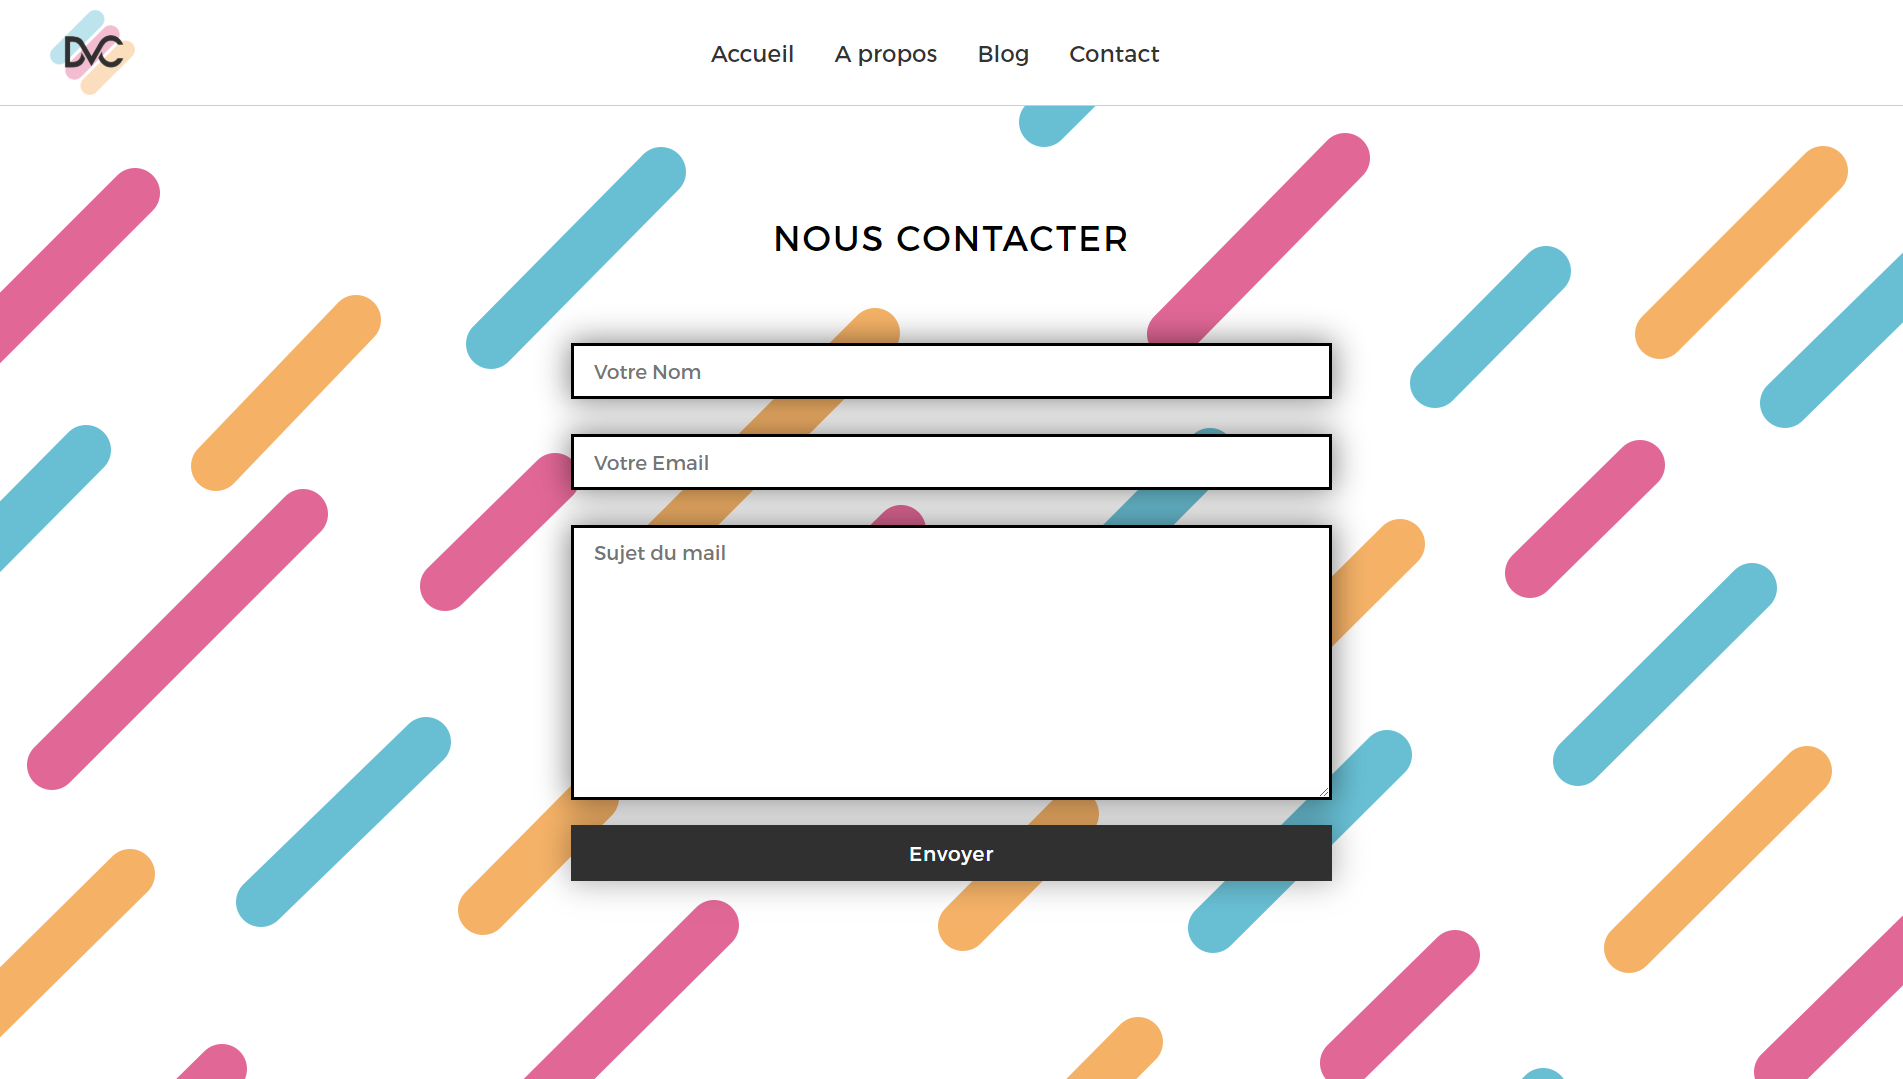 DVC
Accueil A propos Blog Contact
NOUS CONTACTER
Votre Nom
Votre Email
Sujet du mail
Envoyer